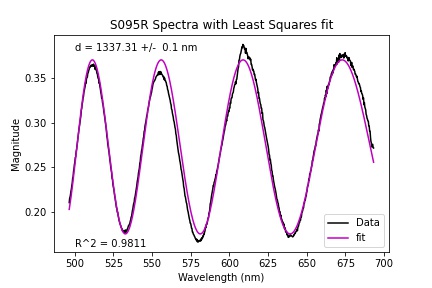 S095R Spectra with Least Squares fit
d = 1337.31 +/-  0.1 nm
0.35
0.30
0.25
0.20
Magnitude
R^2 = 0.9811
Data
fit
500 525 550 575 600 625 650 675 700
Wavelength (nm)